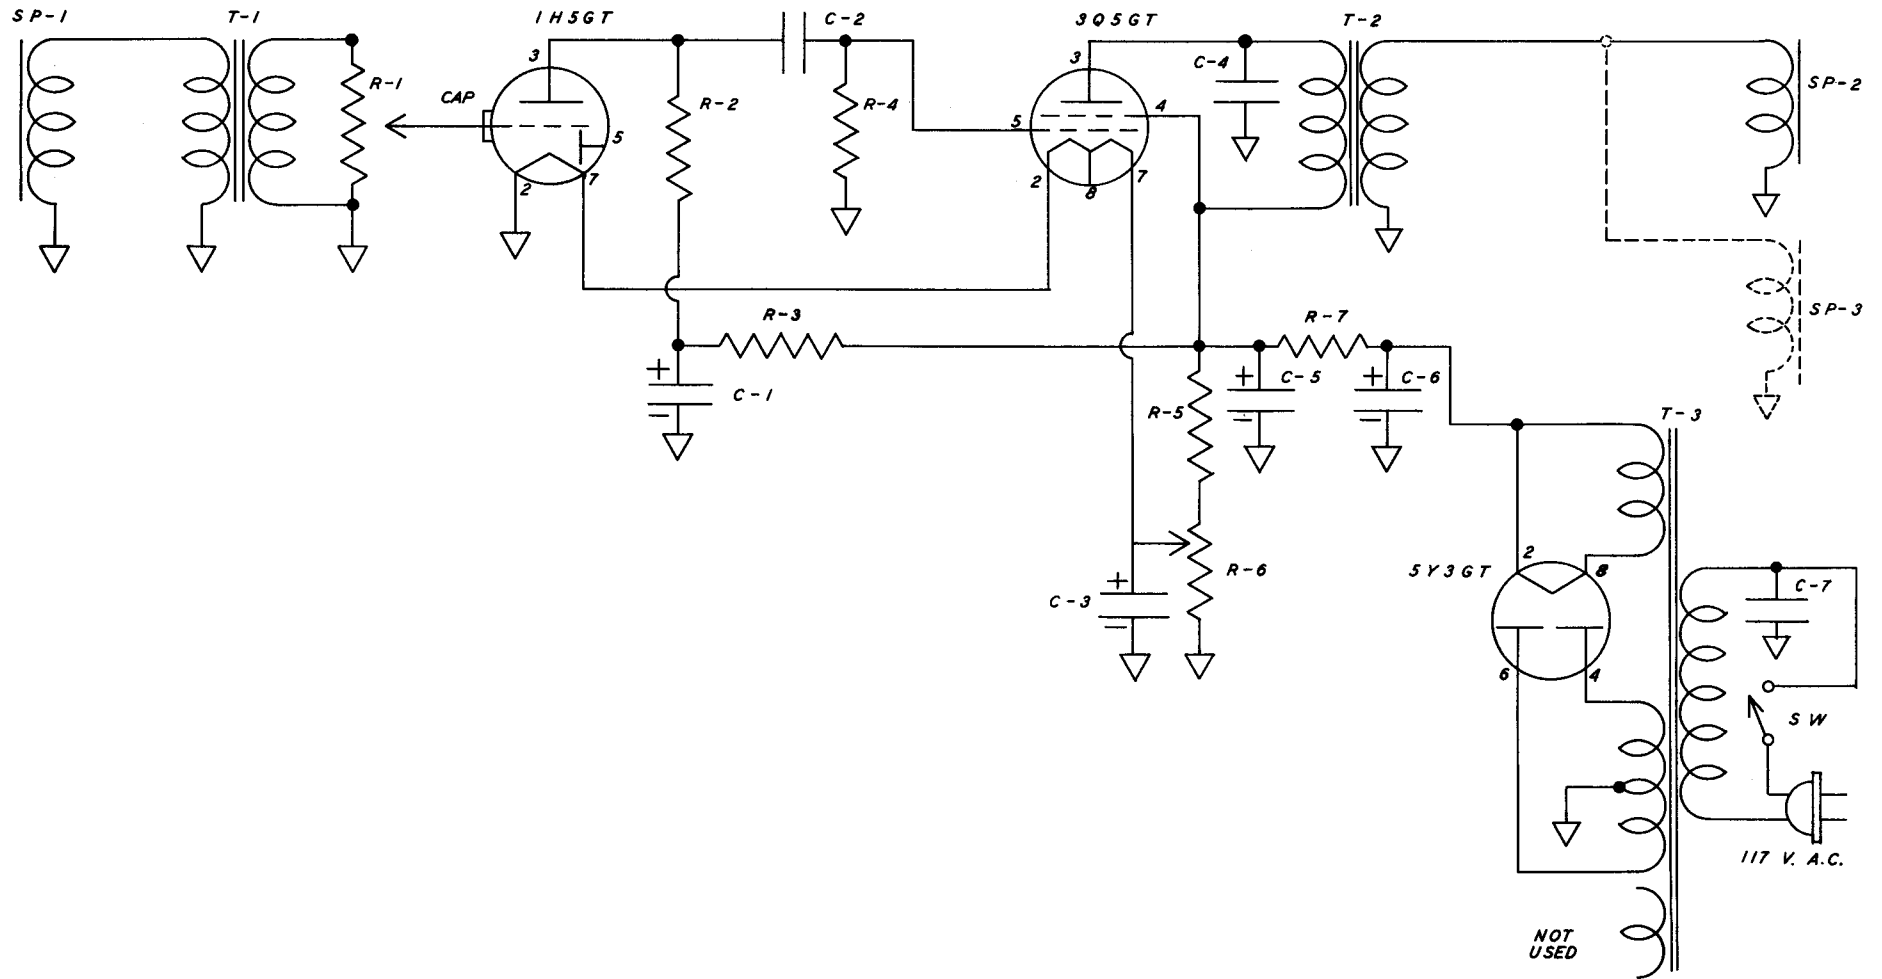 SP-1
T-1
1H5GT
C-2
3Q5GT
T-2
3
3
C-4
R-1
CAP
R-2
R-4
4
SP-2
5
5
2
7
2
8
7
R-3
R-7
SP-3
+
-
C-1
+
-
C-5
+
-
C-6
R-5
T-3
2
5Y3GT
8
R-6
C-7
+
-
C-3
6
4
SW
117 V. A.C.
NOT
USED